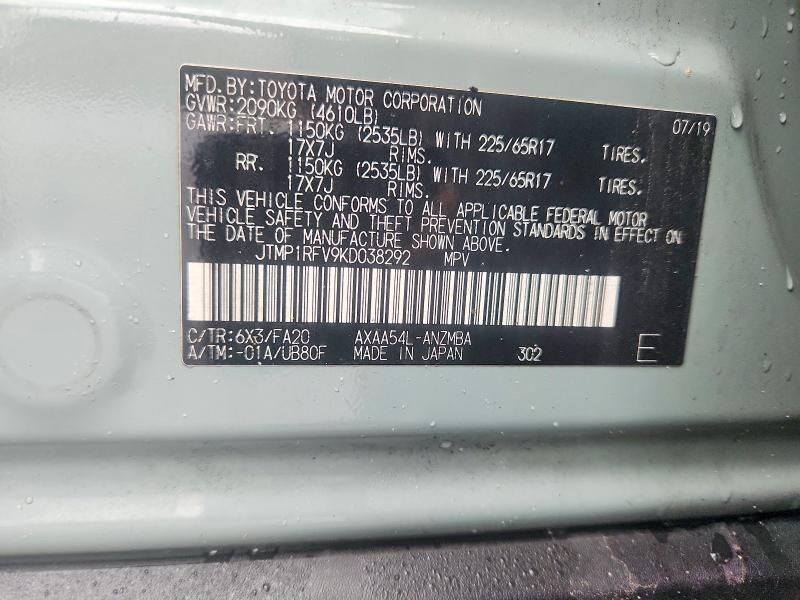 MFD.BY:TOYOTA MOTOR CORPORATION
GVWR:2090KG (4610LB) 07/19
GAWR:FRT. 1150KG (2535LB) WITH 225/65R17 TIRES.
17X7J RIMS.
RR. 1150KG (2535LB) WITH 225/65R17 TIRES.
17X7J RIMS.
THIS VEHICLE CONFORMS TO ALL APPLICABLE FEDERAL MOTOR
VEHICLE SAFETY AND THEFT PREVENTION STANDARDS IN EFFECT ON
THE DATE OF MANUFACTURE SHOWN ABOVE.
JTMP1RFV9KD038292 MPV
C/TR:6X3/FA20 AXAA54L-ANZMBA
A/TM:-01A/UB80F MADE IN JAPAN 302 E